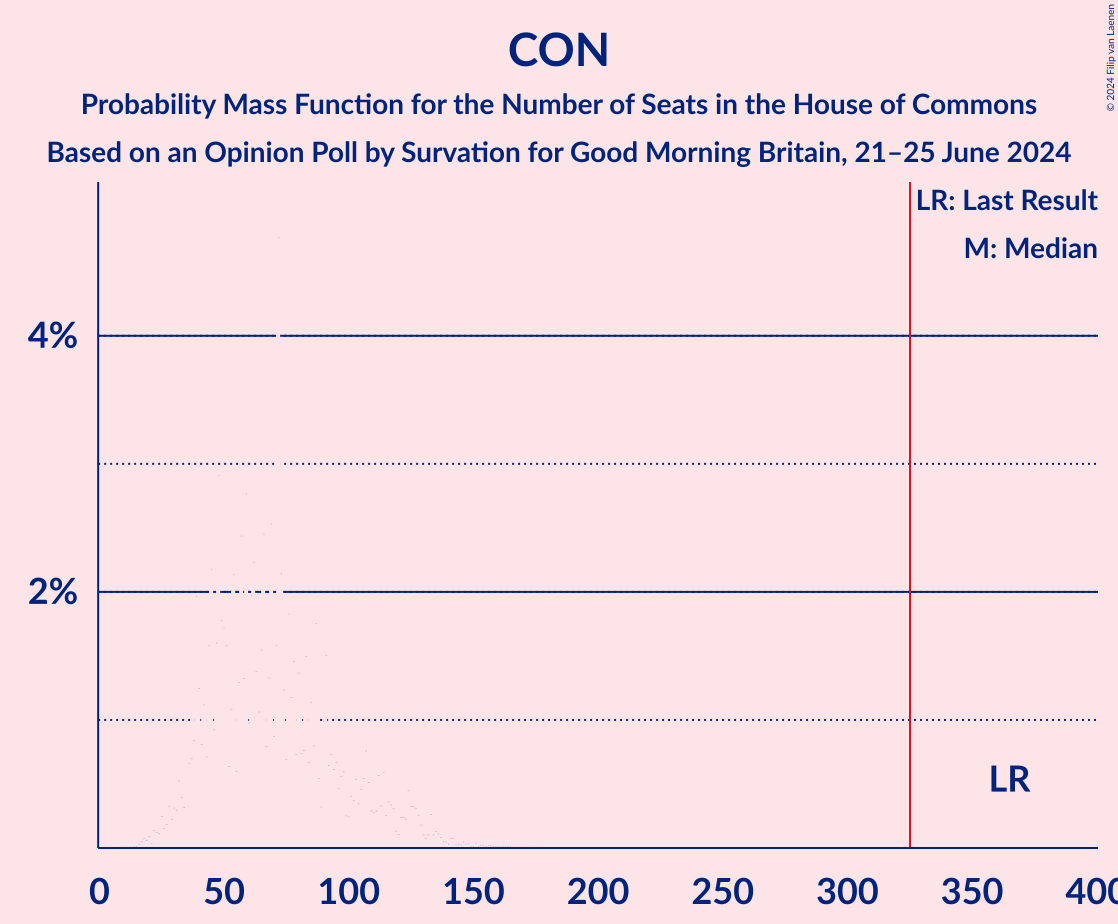 CON
Probability Mass Function for the Number of Seats in the House of Commons
Based on an Opinion Poll by Survation for Good Morning Britain, 21–25 June 2024
© 2024 Filip van Laenen
LR: Last Result
M: Median
4%
2%
LR
0 50 100 150 200 250 300 350 400